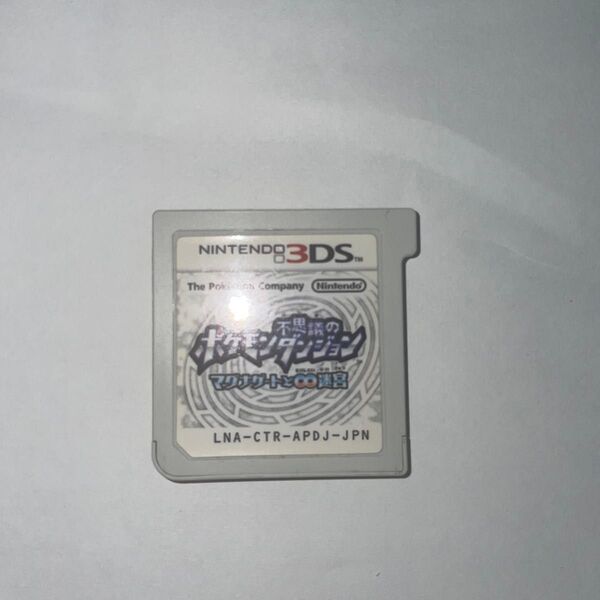 NINTENDO 3DS™
The Pokémon Company Nintendo
不思議の
ポケモンダンジョン
マグナゲートと∞迷宮
LNA-CTR-APDJ-JPN